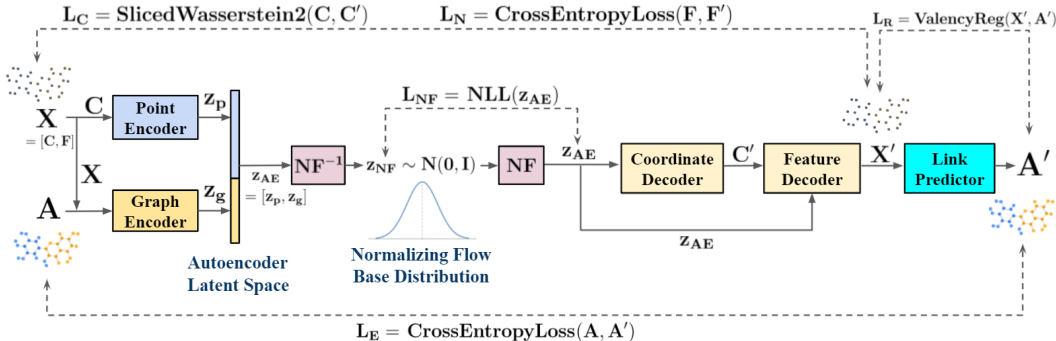 L_C = SlicedWasserstein2(C, C′)
L_N = CrossEntropyLoss(F, F′)
L_R = ValencyReg(X′, A′)
L_NF = NLL(z_AE)
X
= [C, F]
C
Point
Encoder
z_p
X
A
Graph
Encoder
z_g
z_AE
= [z_p, z_g]
Autoencoder
Latent Space
NF⁻¹
z_NF ∼ N(0, I)
Normalizing Flow
Base Distribution
NF
z_AE
Coordinate
Decoder
C′
Feature
Decoder
z_AE
X′
Link
Predictor
A′
L_E = CrossEntropyLoss(A, A′)